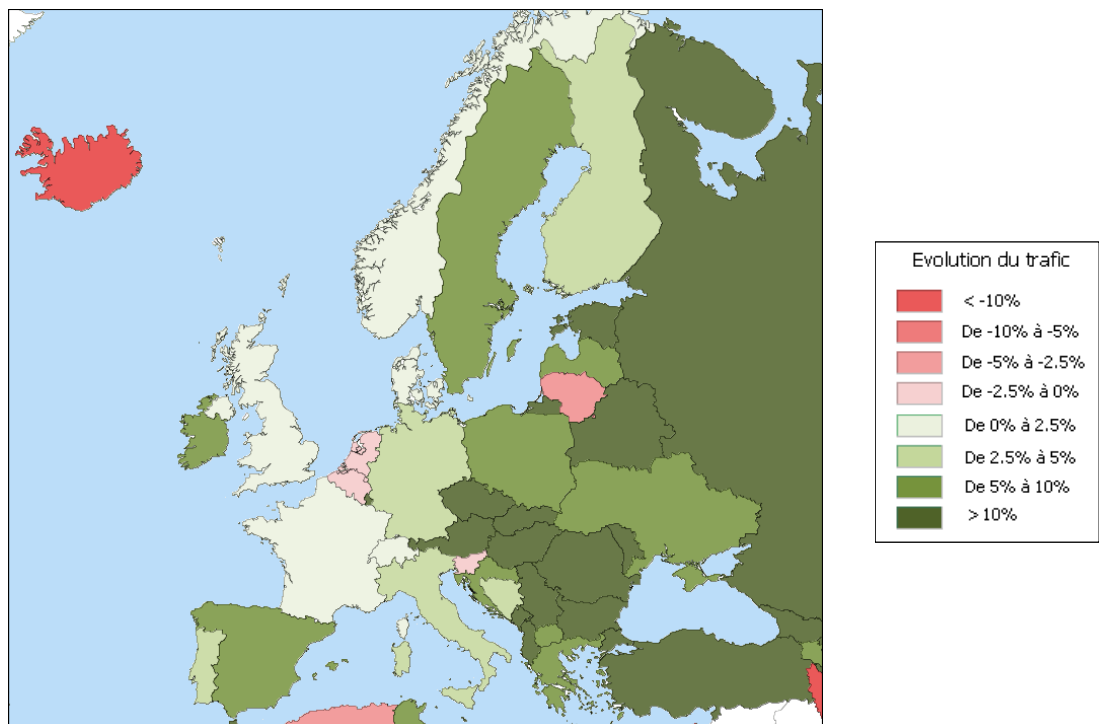 Evolution du trafic
< -10%
De -10% à -5%
De -5% à -2.5%
De -2.5% à 0%
De 0% à 2.5%
De 2.5% à 5%
De 5% à 10%
>10%